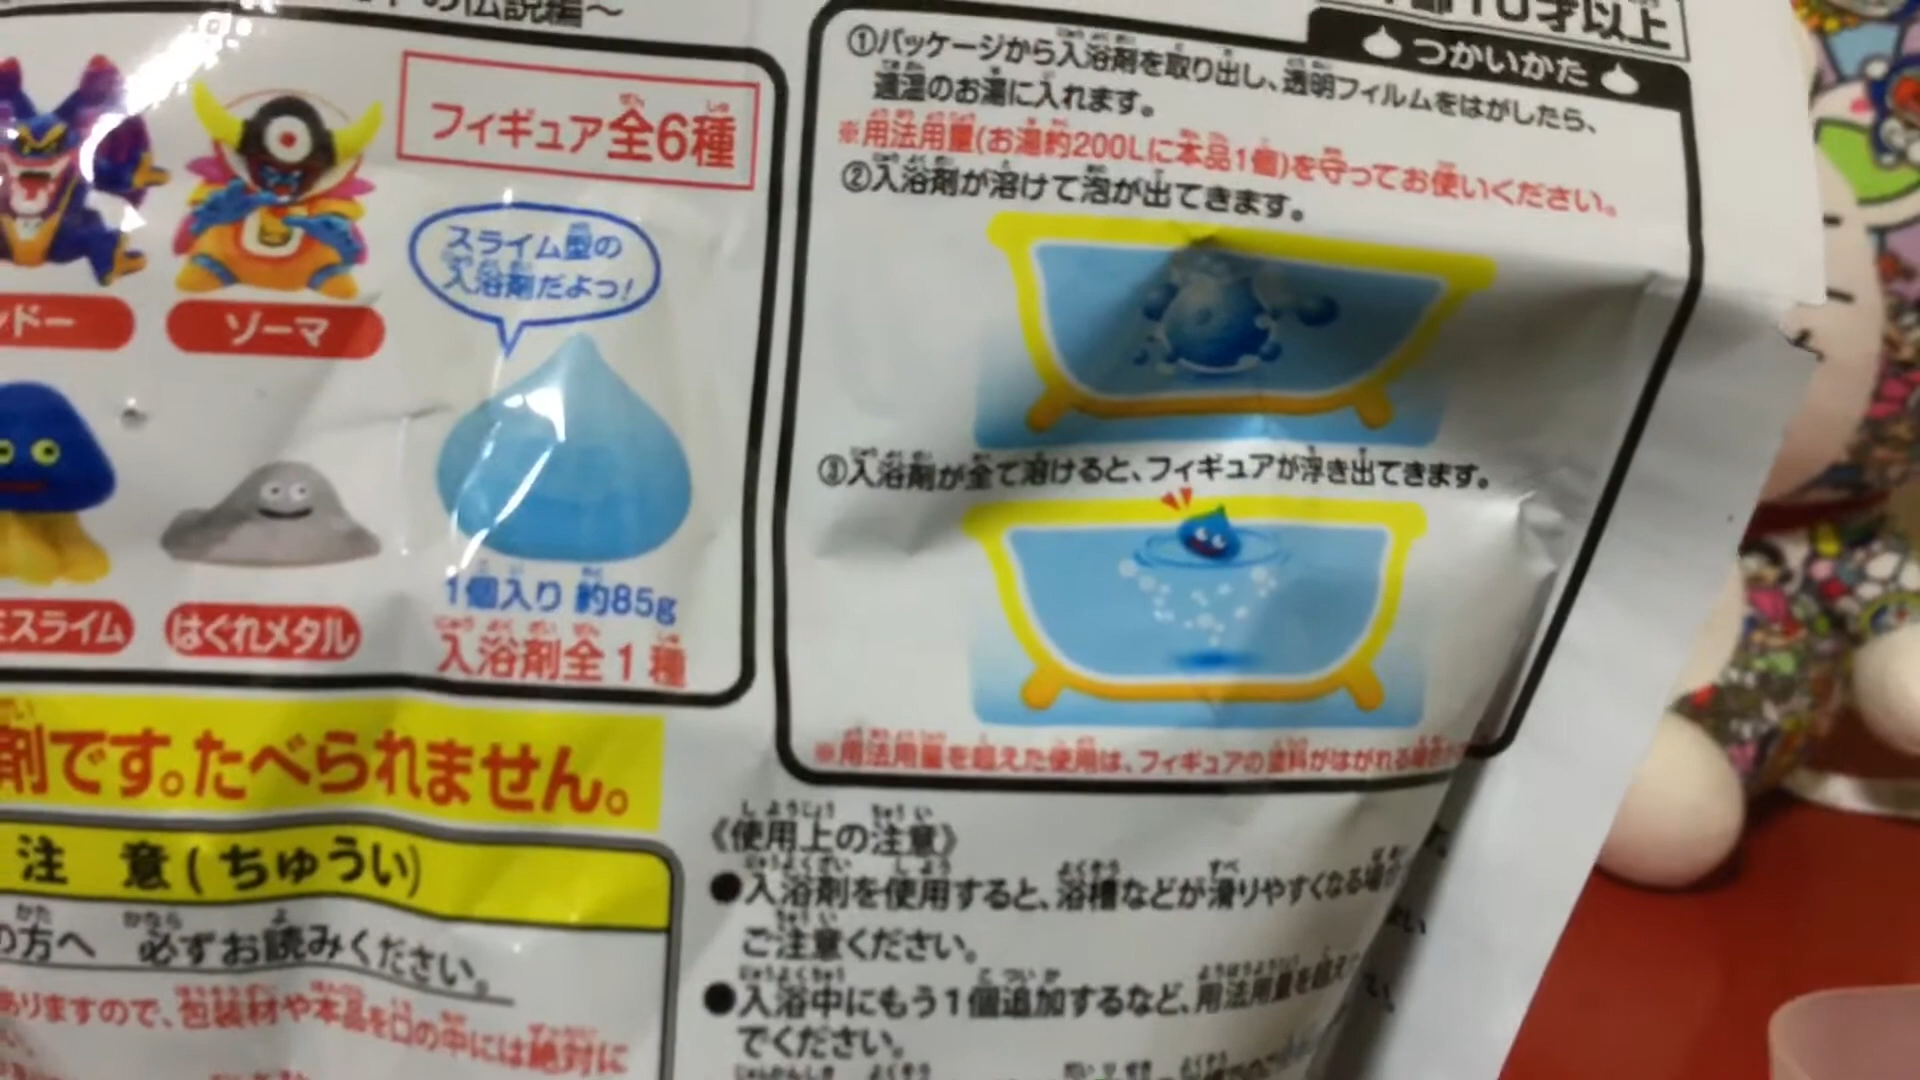 の伝説編～
フィギュア全6種
スライム型の
入浴剤だよっ!
ンドー
ソーマ
スライム
はぐれメタル
1個入り 約85g
入浴剤全1種
剤です。たべられません。
注 意(ちゅうい)
の方へ 必ずお読みください。
ありますので、包装材や本品を口の中には絶対に
10才以上
つかいかた
①パッケージから入浴剤を取り出し、透明フィルムをはがしたら、
適温のお湯に入れます。
※用法用量(お湯約200Lに本品1個)を守ってお使いください。
②入浴剤が溶けて泡が出てきます。
③入浴剤が全て溶けると、フィギュアが浮き出てきます。
※用法用量を超えた使用は、フィギュアの塗料がはがれる場合
《使用上の注意》
●入浴剤を使用すると、浴槽などが滑りやすくなる場合
ご注意ください。
●入浴中にもう1個追加するなど、用法用量を超え
でください。